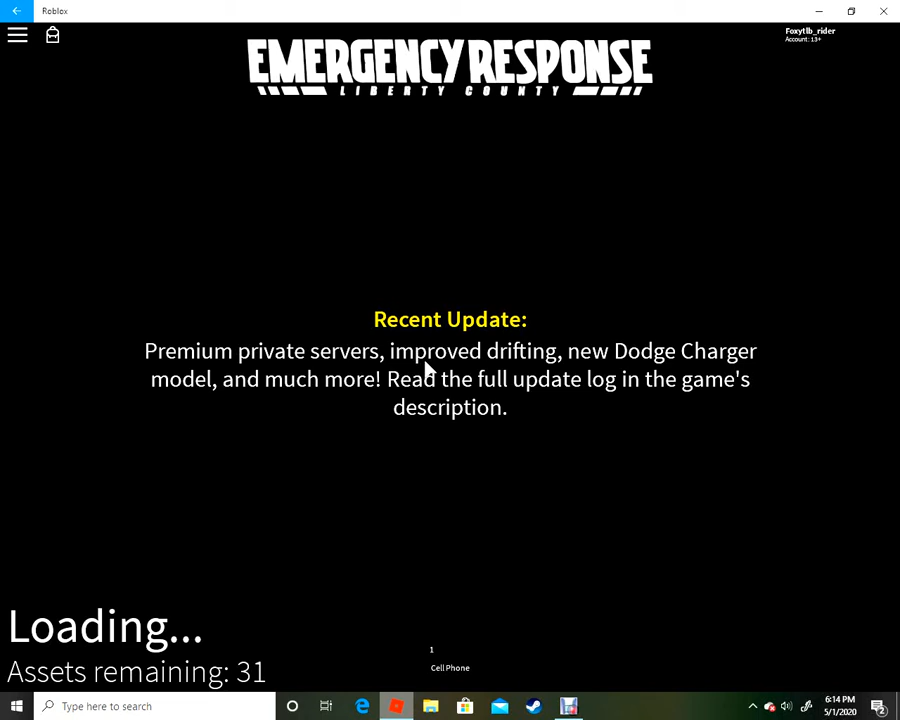 Roblox
Foxytlb_rider
Account: 13+
EMERGENCY RESPONSE
LIBERTY COUNTY
Recent Update:
Premium private servers, improved drifting, new Dodge Charger
model, and much more! Read the full update log in the game's
description.
Loading...
Assets remaining: 31
1
Cell Phone
Type here to search
6:14 PM
5/1/2020
2